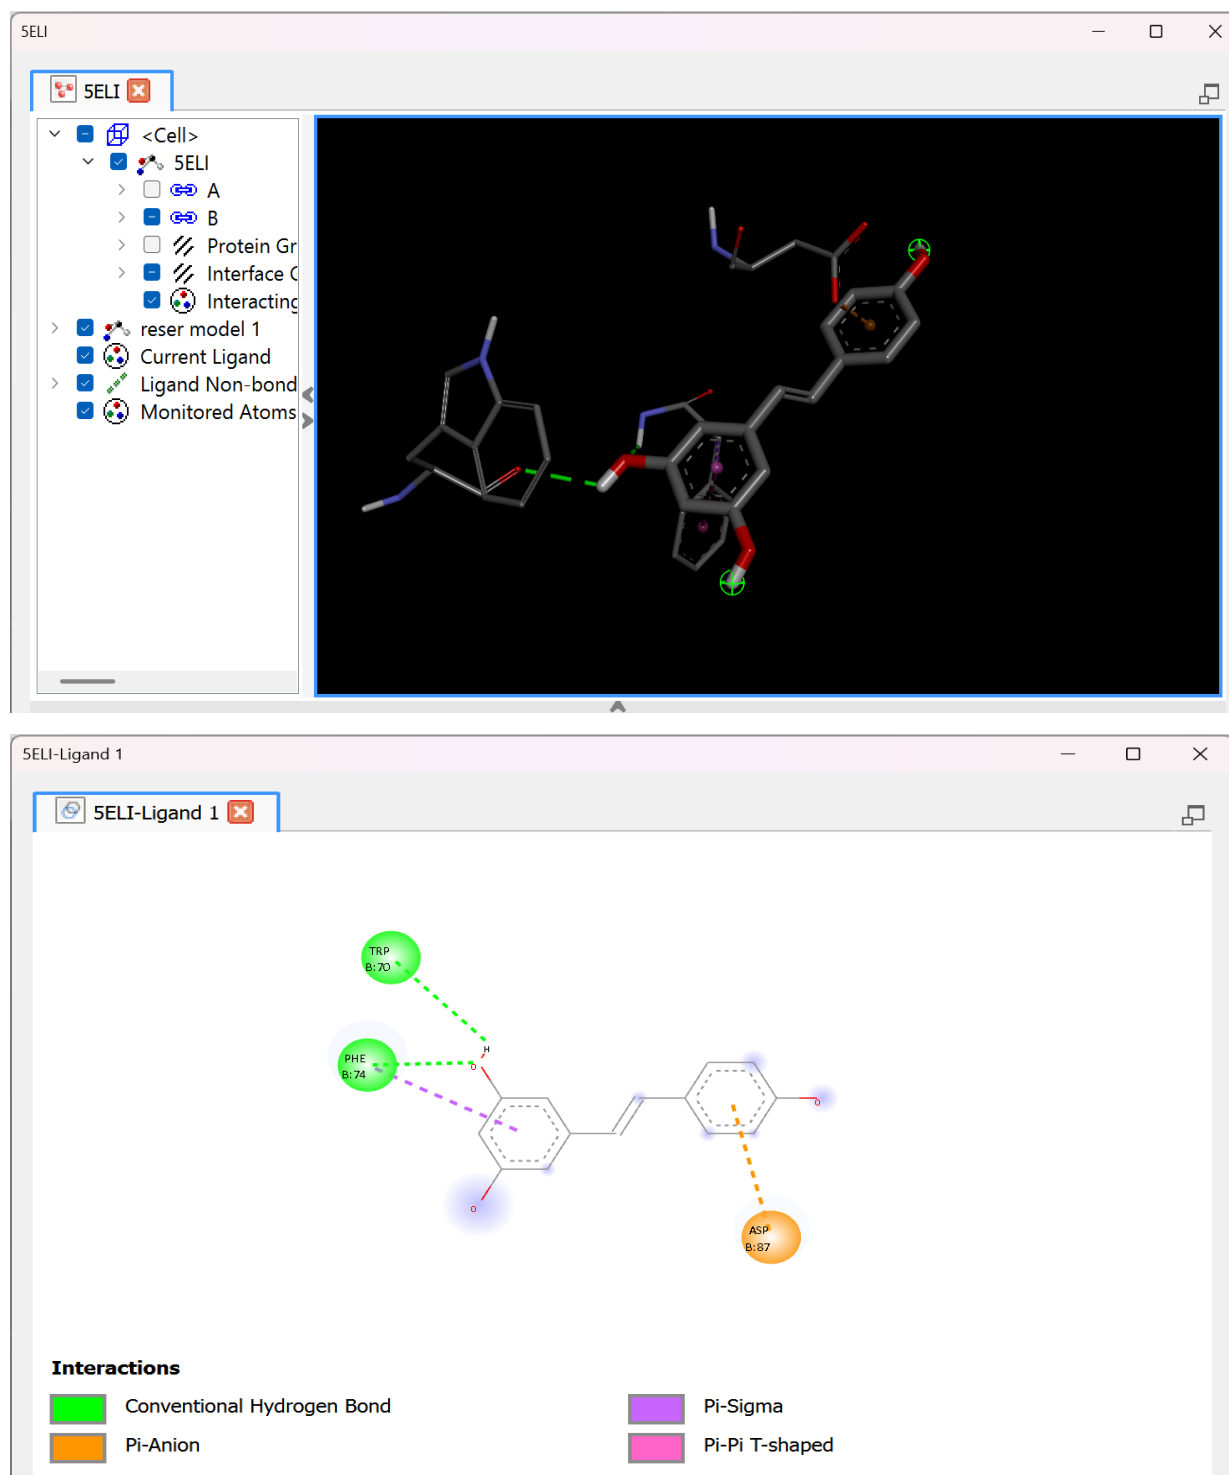 5ELI
5ELI
<Cell>
5ELI
A
B
Protein Gr
Interface C
Interacting
reser model 1
Current Ligand
Ligand Non-bond
Monitored Atoms
5ELI-Ligand 1
5ELI-Ligand 1
TRP
B:70
H
PHE
B:74
O
O
O
ASP
B:87
Interactions
Conventional Hydrogen Bond
Pi-Sigma
Pi-Anion
Pi-Pi T-shaped